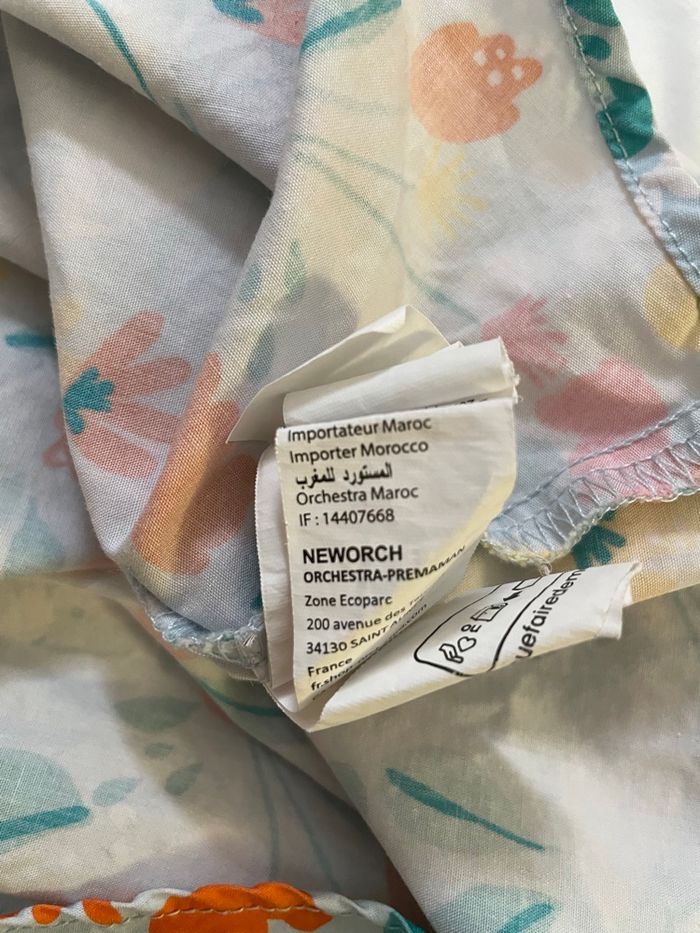 Importateur Maroc
Importer Morocco
المستورد للمغرب
Orchestra Maroc
IF : 14407668
NEWORCH
ORCHESTRA-PREMAMAN
Zone Ecoparc
200 avenue des
34130 SAINT
France
uefairedem